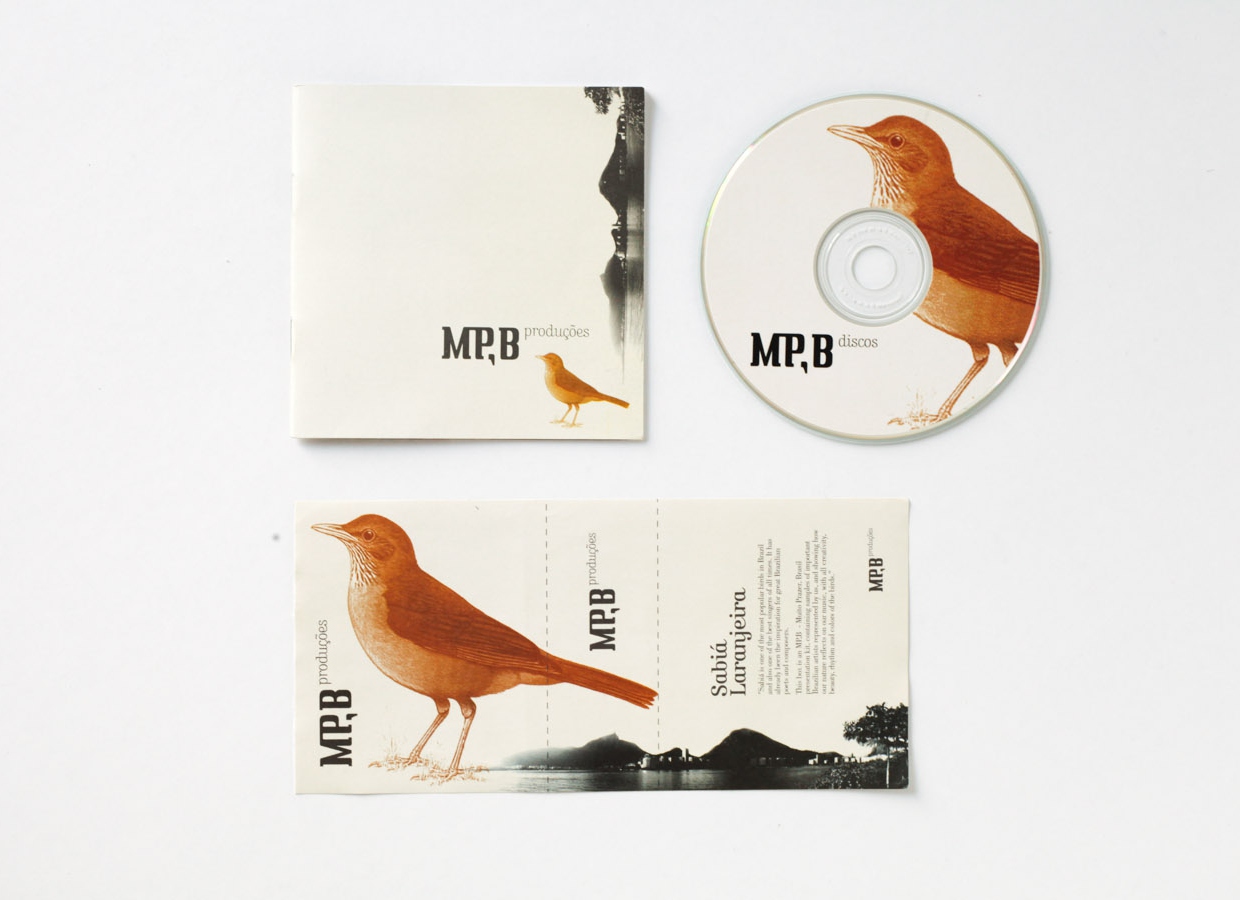 MP,B produções
MP,B discos
MP,B produções
MP,B produções
Sabiá
Laranjeira
"Sabiá is one of the most popular birds in Brazil
and also one of the best singers of all times. It has
already been the inspiration for great Brazilian
poets and composers.
This box is an MP,B - Muito Prazer, Brasil
presentation kit, containing samples of important
Brazilian artists represented by us, and showing how
our nature reflects on our music, with all creativity,
beauty, rhythm and colors of the birds."
MP,B produções